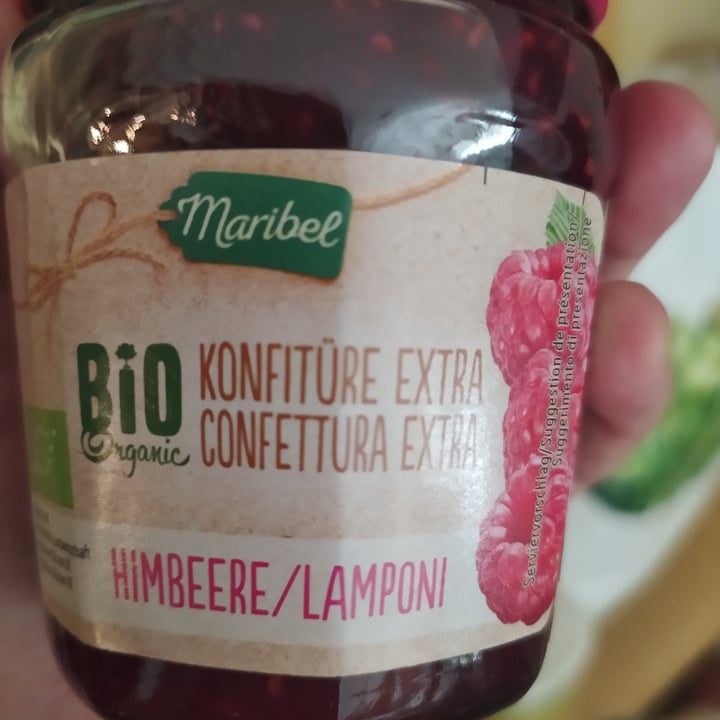 Maribel
BIO
Organic
KONFITÜRE EXTRA
CONFETTURA EXTRA
HIMBEERE/LAMPONI
Serviervorschlag/Suggestion de présentation/
Suggerimento di presentazione